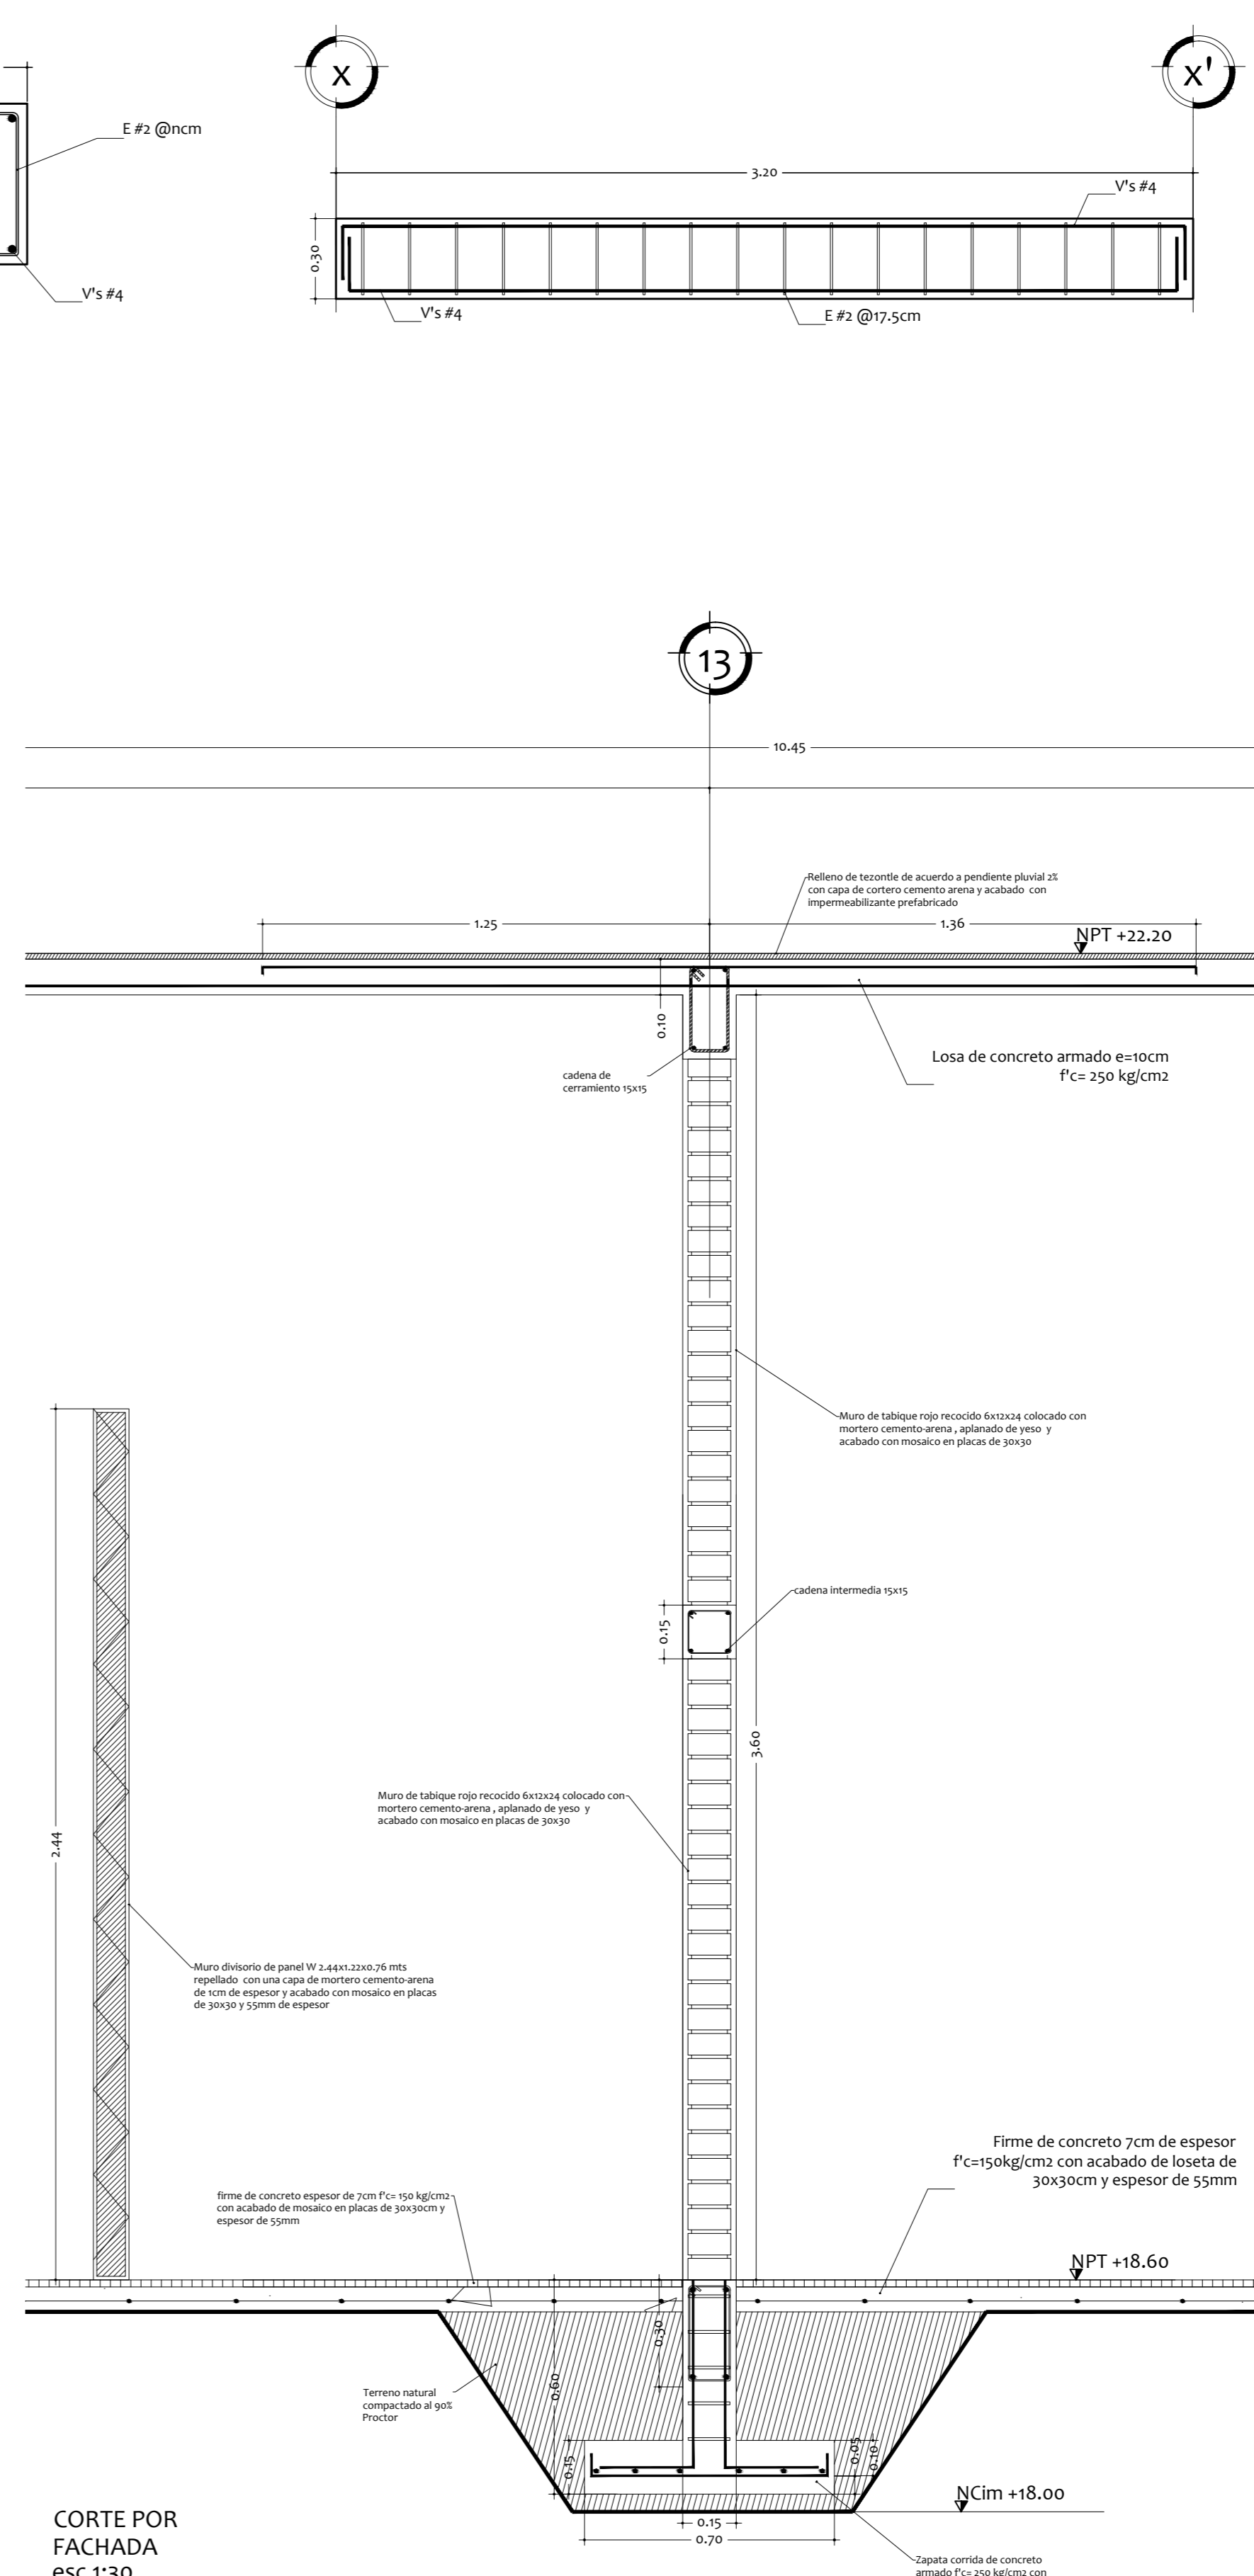 X
X'
E #2 @ncm
3.20
V's #4
0.30
V's #4
V's #4
E #2 @17.5cm
13
10.45
Relleno de tezontle de acuerdo a pendiente pluvial 2%
con capa de cortero cemento arena y acabado con
impermeabilizante prefabricado
1.25
1.36
NPT +22.20
0.10
Losa de concreto armado e=10cm
f'c= 250 kg/cm2
cadena de
cerramiento 15x15
Muro de tabique rojo recocido 6x12x24 colocado con
mortero cemento-arena , aplanado de yeso y
acabado con mosaico en placas de 30x30
cadena intermedia 15x15
0.15
3.60
Muro de tabique rojo recocido 6x12x24 colocado con
mortero cemento-arena , aplanado de yeso y
acabado con mosaico en placas de 30x30
2.44
Muro divisorio de panel W 2.44x1.22x0.76 mts
repellado con una capa de mortero cemento-arena
de 1cm de espesor y acabado con mosaico en placas
de 30x30 y 55mm de espesor
Firme de concreto 7cm de espesor
f'c=150kg/cm2 con acabado de loseta de
30x30cm y espesor de 55mm
firme de concreto espesor de 7cm f'c= 150 kg/cm2
con acabado de mosaico en placas de 30x30cm y
espesor de 55mm
NPT +18.60
0.30
0.60
Terreno natural
compactado al 90%
Proctor
0.15
0.05
0.10
NCim +18.00
0.15
0.70
CORTE POR
FACHADA
esc 1:30
Zapata corrida de concreto
armado f'c= 250 kg/cm2 con